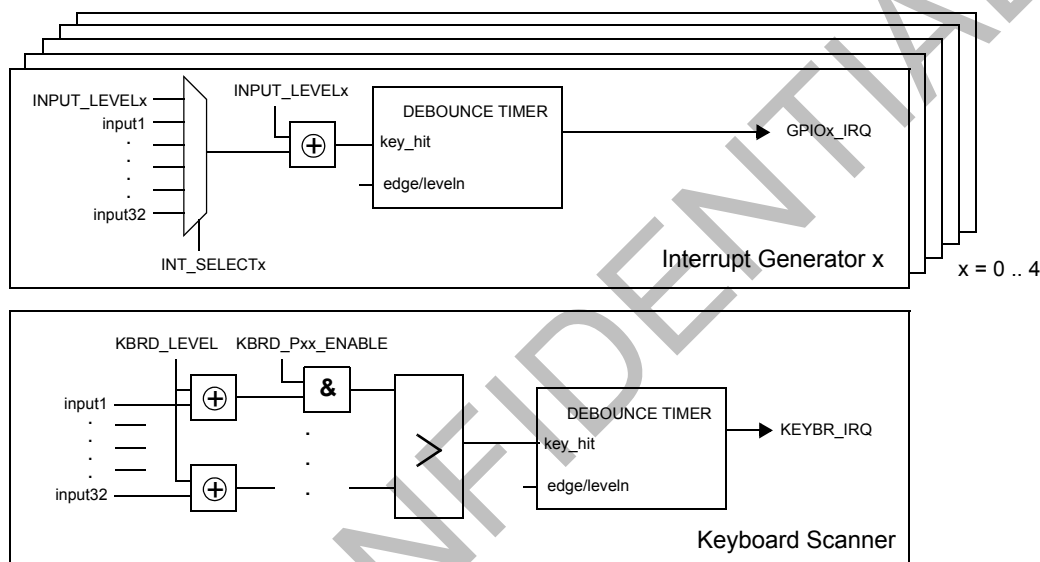 INPUT_LEVELx
INPUT_LEVELx
input1
.
.
.
.
input32
INT_SELECTx
⊕
DEBOUNCE TIMER
key_hit
edge/leveln
GPIOx_IRQ
Interrupt Generator x
x = 0 .. 4
KBRD_LEVEL KBRD_Pxx_ENABLE
⊕
&
input1
.
.
.
.
input32
⊕
.
.
.
>
DEBOUNCE TIMER
key_hit
edge/leveln
KEYBR_IRQ
Keyboard Scanner
NFIDENTIAL